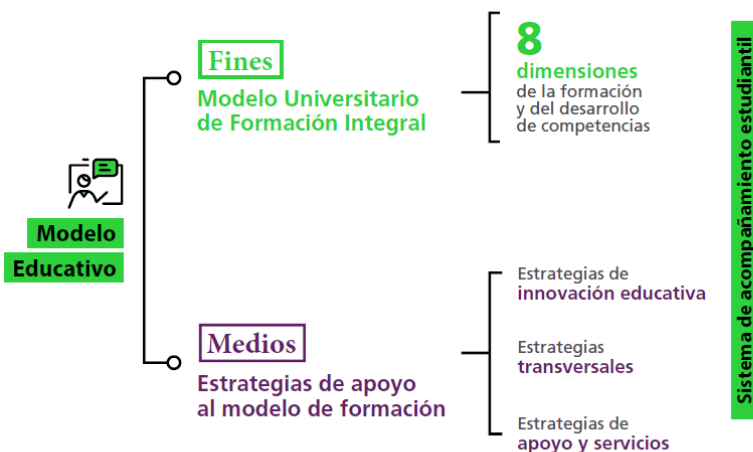 Modelo
Educativo
Fines
Modelo Universitario
de Formación Integral
8
dimensiones
de la formación
y del desarrollo
de competencias
Medios
Estrategias de apoyo
al modelo de formación
Estrategias de
innovación educativa
Estrategias
transversales
Estrategias de
apoyo y servicios
Sistema de acompañamiento estudiantil